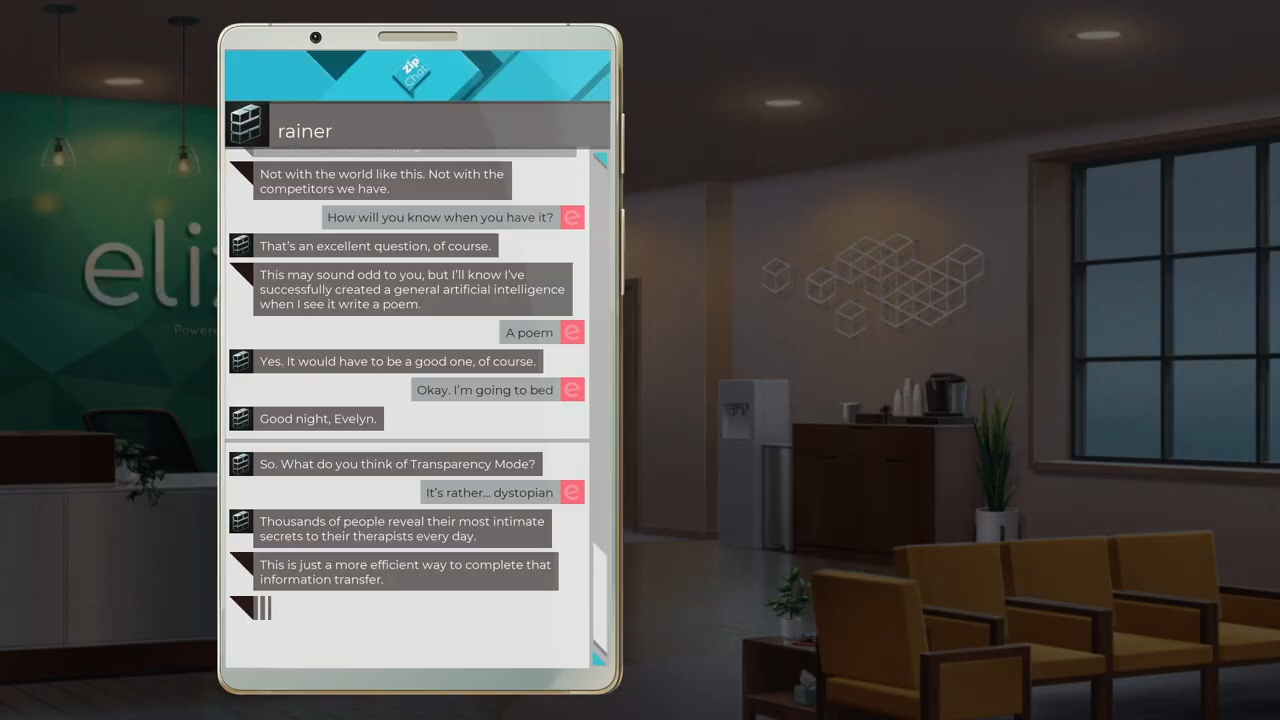 Zip
Chat
rainer
Not with the world like this. Not with the
competitors we have.
How will you know when you have it?
e
That's an excellent question, of course.
This may sound odd to you, but I'll know I've
successfully created a general artificial intelligence
when I see it write a poem.
A poem
e
Yes. It would have to be a good one, of course.
Okay. I'm going to bed
e
Good night, Evelyn.
So. What do you think of Transparency Mode?
It's rather... dystopian
e
Thousands of people reveal their most intimate
secrets to their therapists every day.
This is just a more efficient way to complete that
information transfer.
eli
Powere